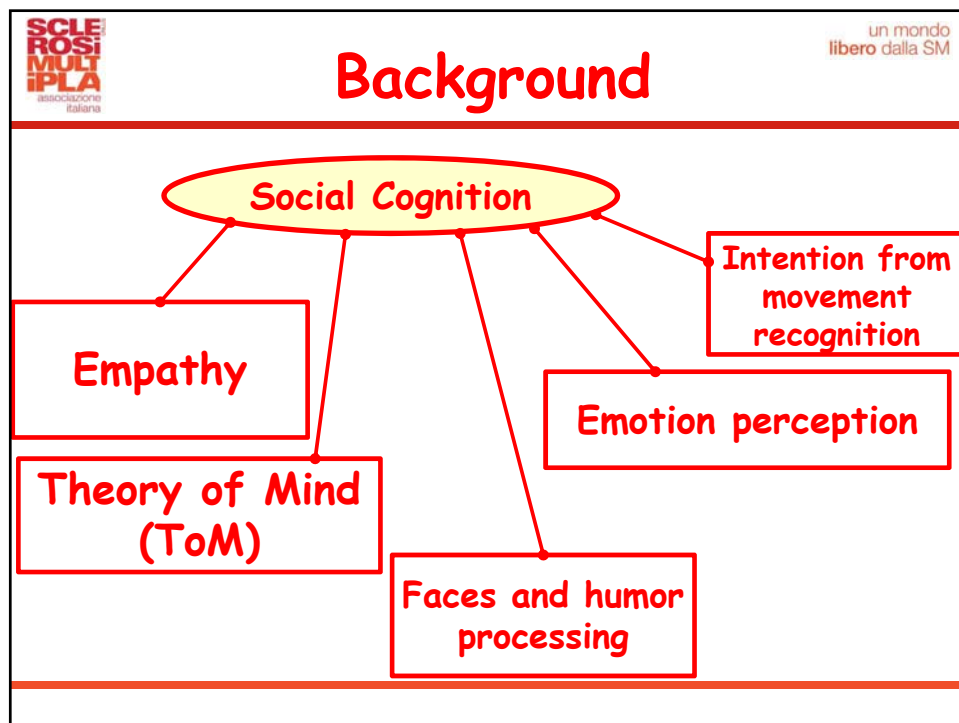 SCLE
ROSi
MULT
iPLA
associazione
italiana
Background
un mondo
libero dalla SM
Social Cognition
Intention from
movement
recognition
Empathy
Emotion perception
Theory of Mind
(ToM)
Faces and humor
processing